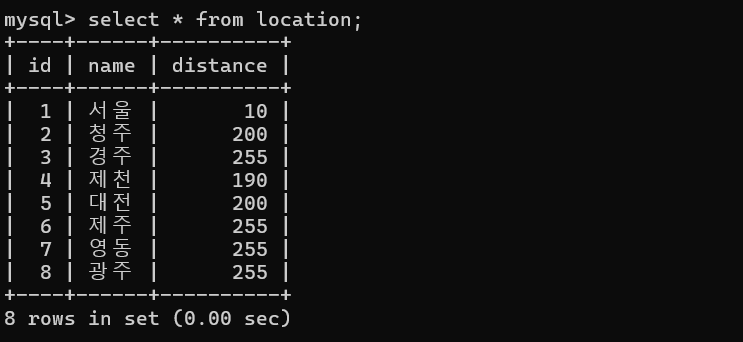 mysql> select * from location;
+----+------+----------+
| id | name | distance |
+----+------+----------+
|  1 | 서울 |       10 |
|  2 | 청주 |      200 |
|  3 | 경주 |      255 |
|  4 | 제천 |      190 |
|  5 | 대전 |      200 |
|  6 | 제주 |      255 |
|  7 | 영동 |      255 |
|  8 | 광주 |      255 |
+----+------+----------+
8 rows in set (0.00 sec)